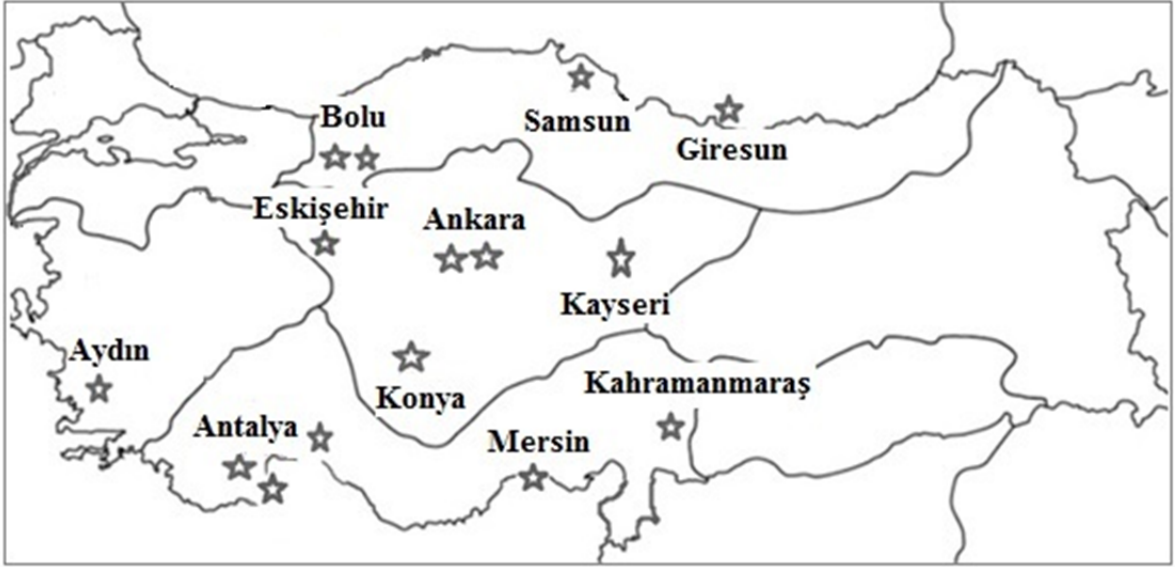 Bolu
Samsun
Giresun
Eskişehir
Ankara
Kayseri
Aydın
Konya
Kahramanmaraş
Antalya
Mersin